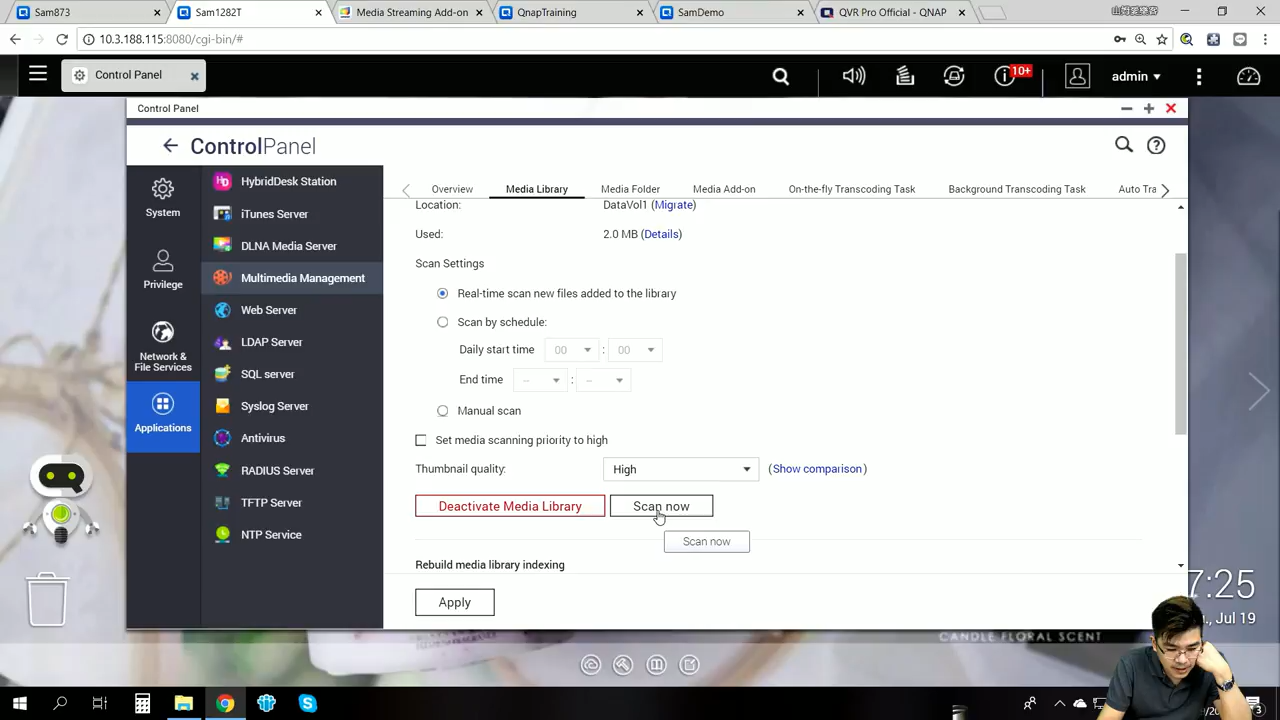 Sam873
Sam1282T
Media Streaming Add-on
QnapTraining
SamDemo
QVR Pro Official - QNAP
10.3.188.115:8080/cgi-bin/#
Control Panel
10+
admin
Control Panel
ControlPanel
System
Privilege
Network &
File Services
Applications
HybridDesk Station
iTunes Server
DLNA Media Server
Multimedia Management
Web Server
LDAP Server
SQL server
Syslog Server
Antivirus
RADIUS Server
TFTP Server
NTP Service
Overview
Media Library
Media Folder
Media Add-on
On-the-fly Transcoding Task
Background Transcoding Task
Auto Tra
Location: DataVol1 (Migrate)
Used: 2.0 MB (Details)
Scan Settings
Real-time scan new files added to the library
Scan by schedule:
Daily start time 00 : 00
End time -- : --
Manual scan
Set media scanning priority to high
Thumbnail quality: High (Show comparison)
Deactivate Media Library
Scan now
Scan now
Rebuild media library indexing
Apply
7:25
Jul 19
CANDLE FLORAL SCENT